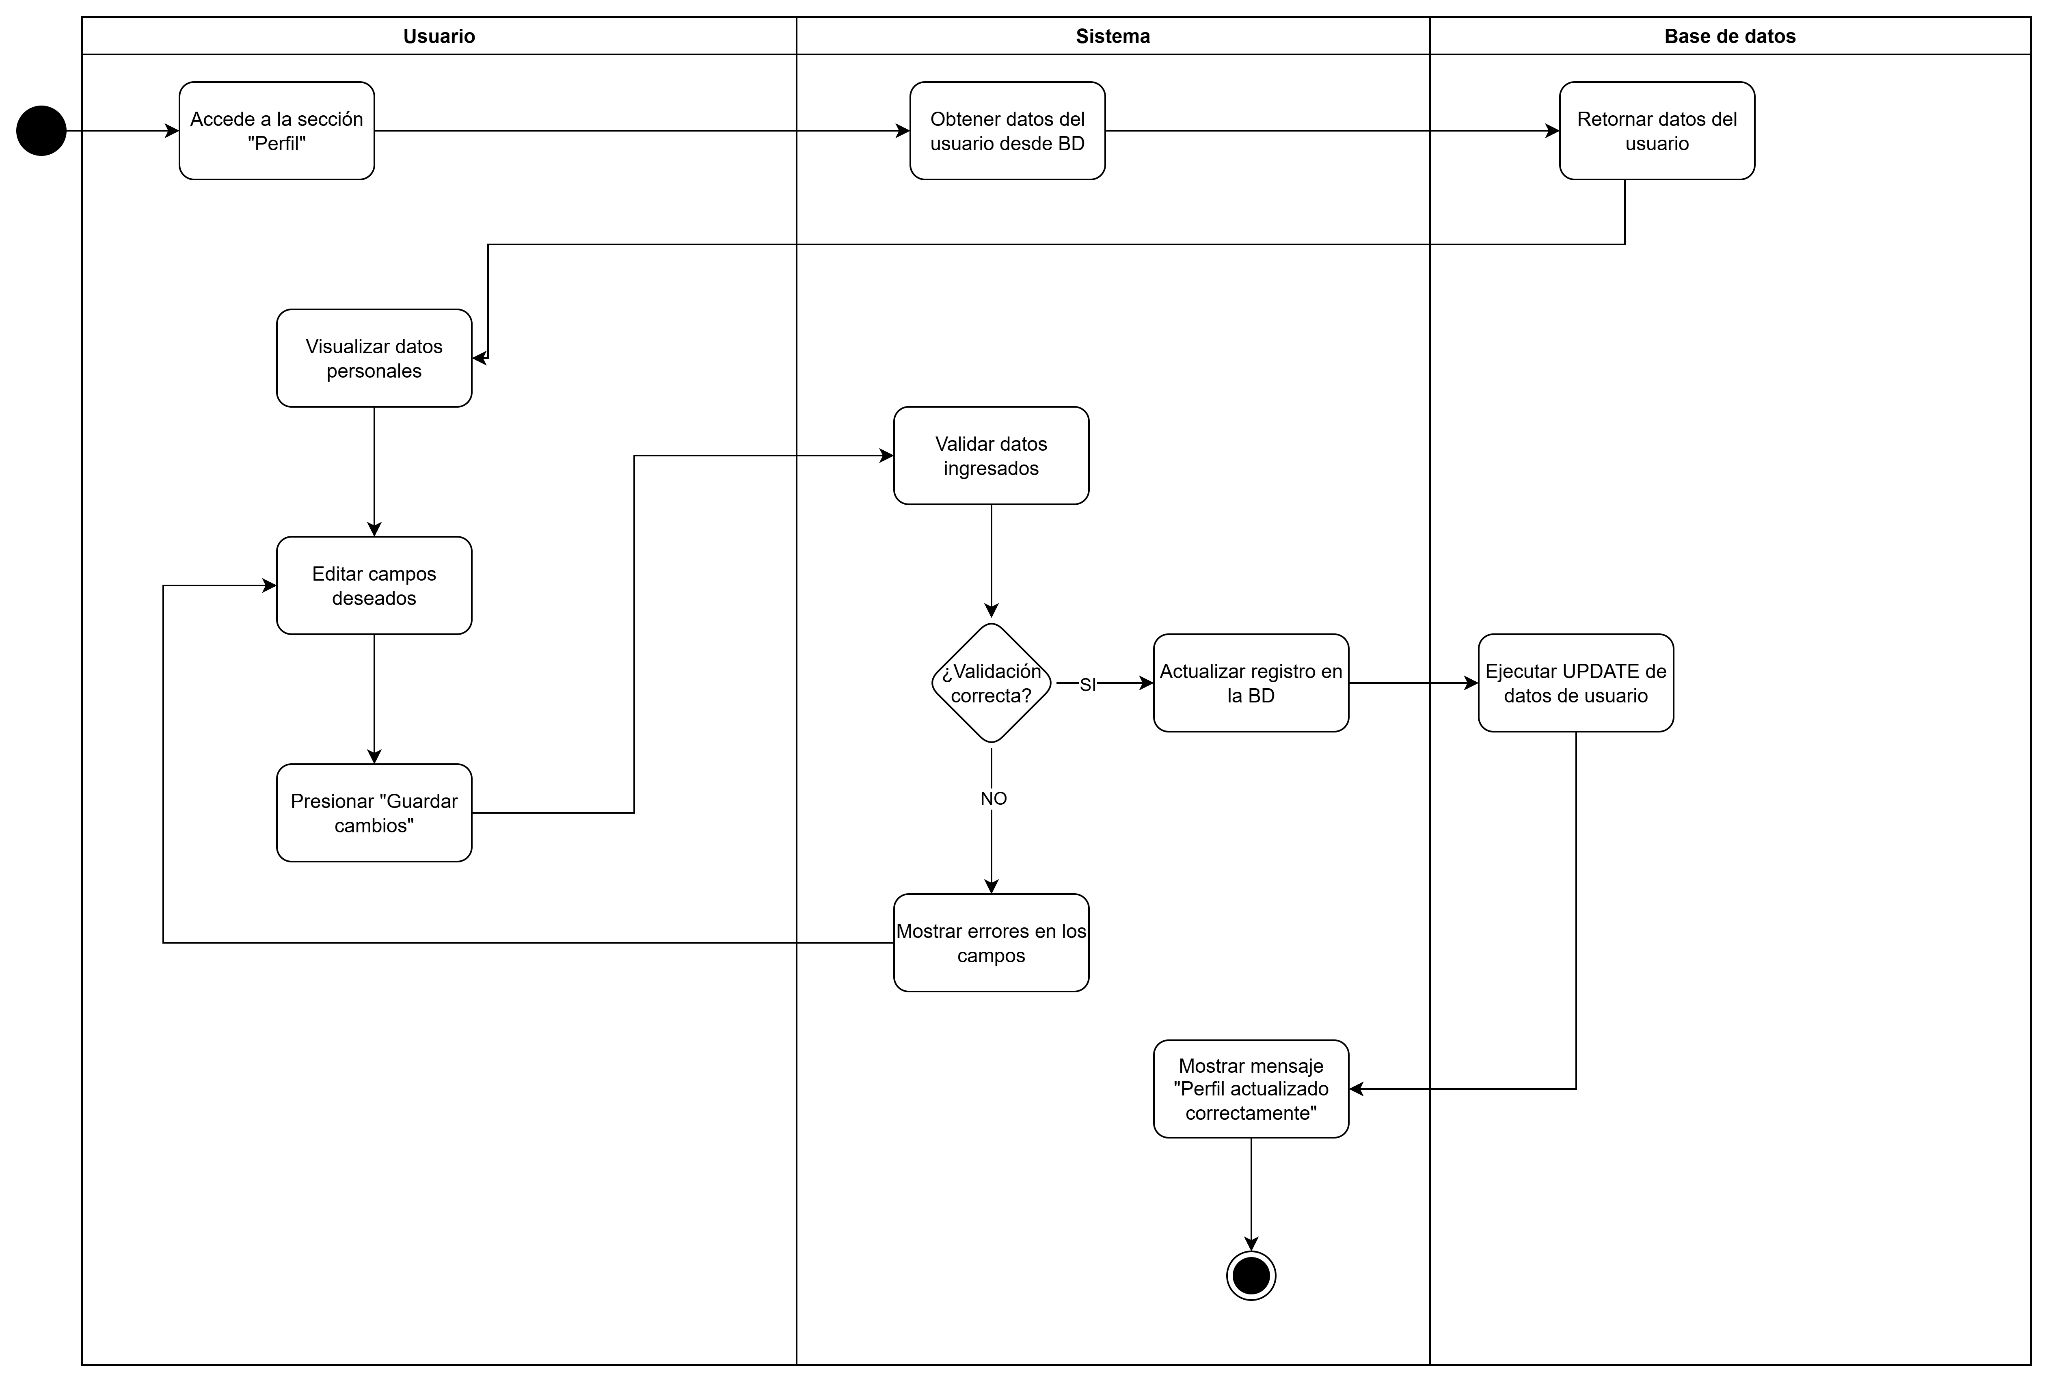 Usuario
Sistema
Base de datos
Accede a la sección
"Perfil"
Obtener datos del
usuario desde BD
Retornar datos del
usuario
Visualizar datos
personales
Validar datos
ingresados
Editar campos
deseados
¿Validación
correcta?
SI
Actualizar registro en
la BD
Ejecutar UPDATE de
datos de usuario
Presionar "Guardar
cambios"
NO
Mostrar errores en los
campos
Mostrar mensaje
"Perfil actualizado
correctamente"